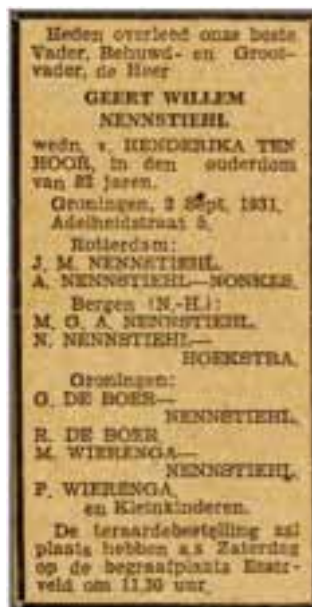 Heden overleed onze beste
Vader, Behuwd- en Groot-
vader, de Heer
GEERT WILLEM
NENNSTIEHL
wedn. v. HENDERIKA TEN
HOOR, in den ouderdom
van 82 jaren.
Groningen, 2 Sept. 1931.
Adelheidstraat 5.
Rotterdam:
J. M. NENNSTIEHL.
A. NENNSTIEHL—NONKES.
Bergen (N.-H.):
M. G. A. NENNSTIEHL.
N. NENNSTIEHL—
HOEKSTRA.
Groningen:
G. DE BOER—
NENNSTIEHL.
R. DE BOER.
M. WIERENGA—
NENNSTIEHL.
P. WIERENGA,
en Kleinkinderen.
De teraardebestelling zal
plaats hebben a.s. Zaterdag
op de begraafplaats Esser-
veld om 11.30 uur.